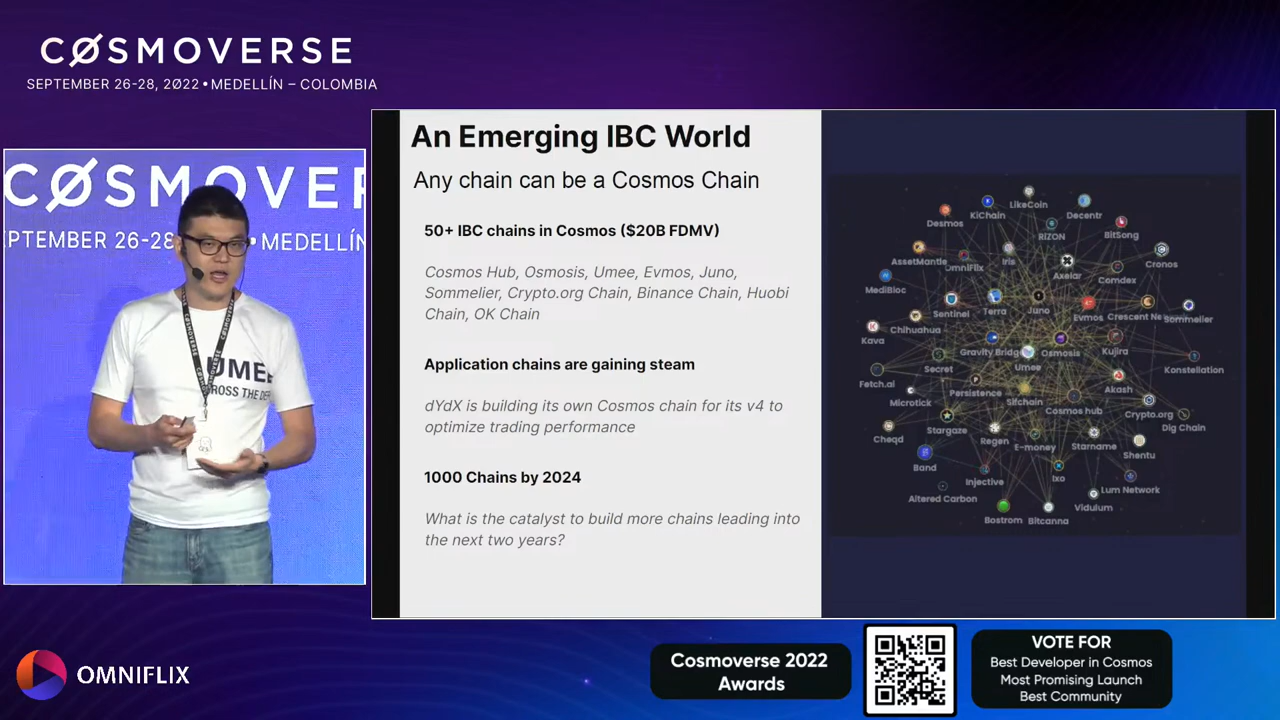 CØSMOVERSE
SEPTEMBER 26-28, 2022 • MEDELLÍN – COLOMBIA
CØSMOVER
SEPTEMBER 26-28
MEDELLÍN
COSMOVERSE
UMEE
CROSS THE DE
An Emerging IBC World
Any chain can be a Cosmos Chain
50+ IBC chains in Cosmos ($20B FDMV)
Cosmos Hub, Osmosis, Umee, Evmos, Juno,
Sommelier, Crypto.org Chain, Binance Chain, Huobi
Chain, OK Chain
Application chains are gaining steam
dYdX is building its own Cosmos chain for its v4 to
optimize trading performance
1000 Chains by 2024
What is the catalyst to build more chains leading into
the next two years?
LikeCoin
KiChain
Decentr
Desmos
RIZON
BitSong
AssetMantle
OmniFlix
Iris
Axelar
Cronos
MediBloc
Comdex
Sentinel
Terra
Juno
Evmos
Crescent Ne
Sommelier
Chihuahua
Kava
Gravity Bridge
Osmosis
Kujira
Umee
Konstellation
Secret
Fetch.ai
Persistence
Akash
Microtick
Sifchain
Cosmos hub
Crypto.org
Dig Chain
Stargaze
Cheqd
Regen
E-money
Starname
Shentu
Band
Injective
Ixo
Lum Network
Altered Carbon
Vidulum
Bostrom
Bitcanna
OMNIFLIX
Cosmoverse 2022
Awards
VOTE FOR
Best Developer in Cosmos
Most Promising Launch
Best Community